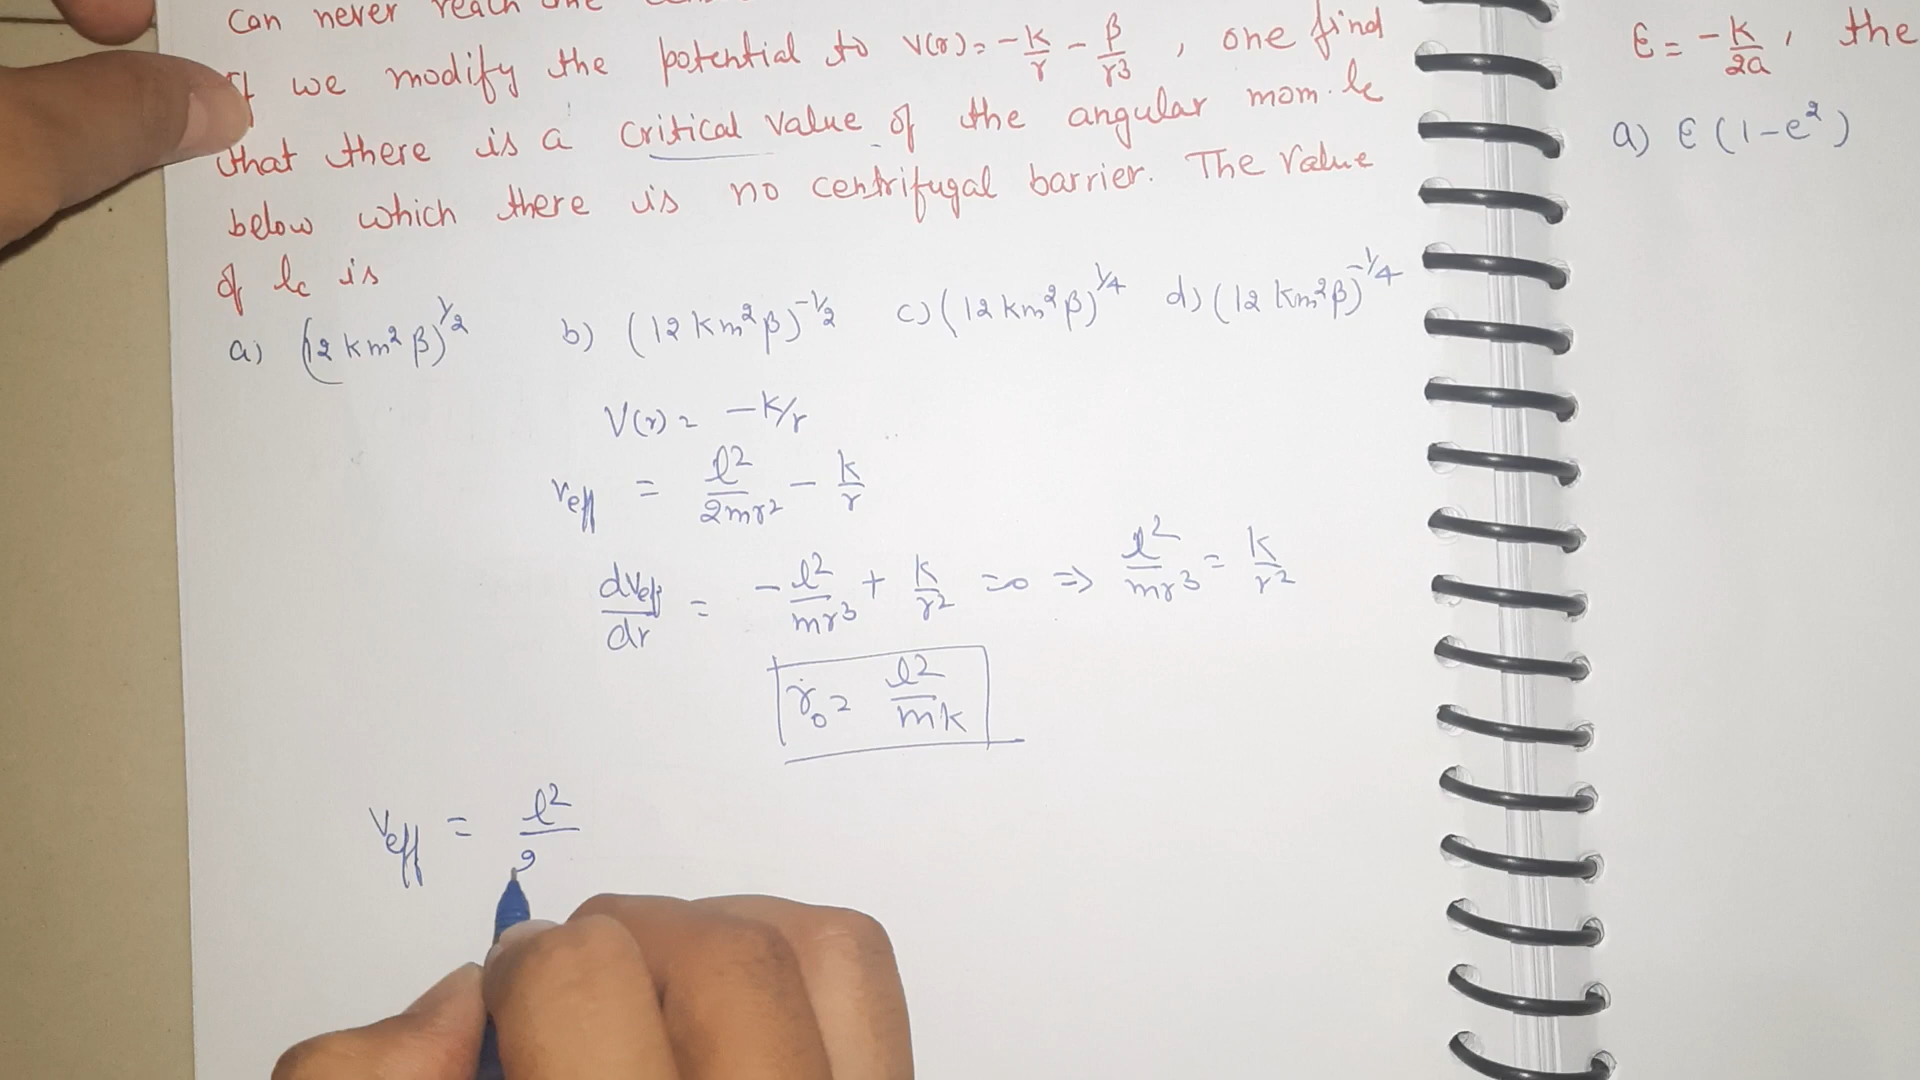 can never reach the
If we modify the potential to V(r) = -k/r - β/r3, one find
that there is a critical value of the angular mom. lc
below which there is no centrifugal barrier. The value
of lc is
a) (12 km² β)^1/2 b) (12 km² β)^-1/2 c) (12 km² β)^1/4 d) (12 km² β)^-1/4
V(r) = -k/r
Veff = l²/2mr² - k/r
dVeff/dr = -l²/mr³ + k/r² = 0 ⇒ l²/mr³ = k/r²
r₀ = l²/mk
Veff = l²/2
E = -k/2a, the
a) E (1-e²)